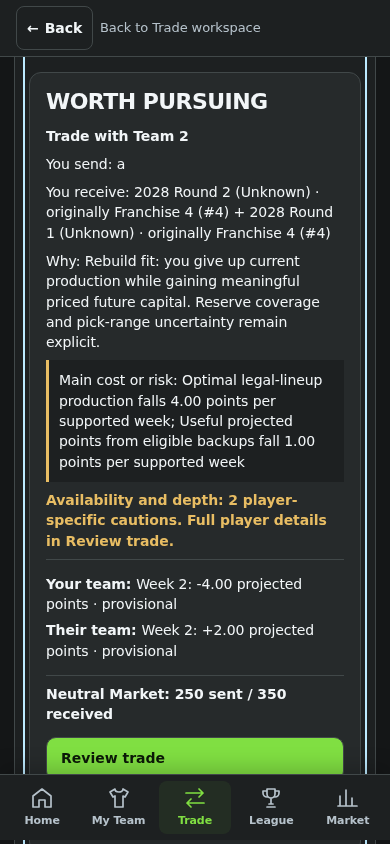 ← Back
Back to Trade workspace
WORTH PURSUING
Trade with Team 2
You send: a
You receive: 2028 Round 2 (Unknown) ·
originally Franchise 4 (#4) + 2028 Round
1 (Unknown) · originally Franchise 4 (#4)
Why: Rebuild fit: you give up current
production while gaining meaningful
priced future capital. Reserve coverage
and pick-range uncertainty remain
explicit.
Main cost or risk: Optimal legal-lineup
production falls 4.00 points per
supported week; Useful projected
points from eligible backups fall 1.00
points per supported week
Availability and depth: 2 player-
specific cautions. Full player details
in Review trade.
Your team: Week 2: -4.00 projected
points · provisional
Their team: Week 2: +2.00 projected
points · provisional
Neutral Market: 250 sent / 350
received
Review trade
Home
My Team
Trade
League
Market